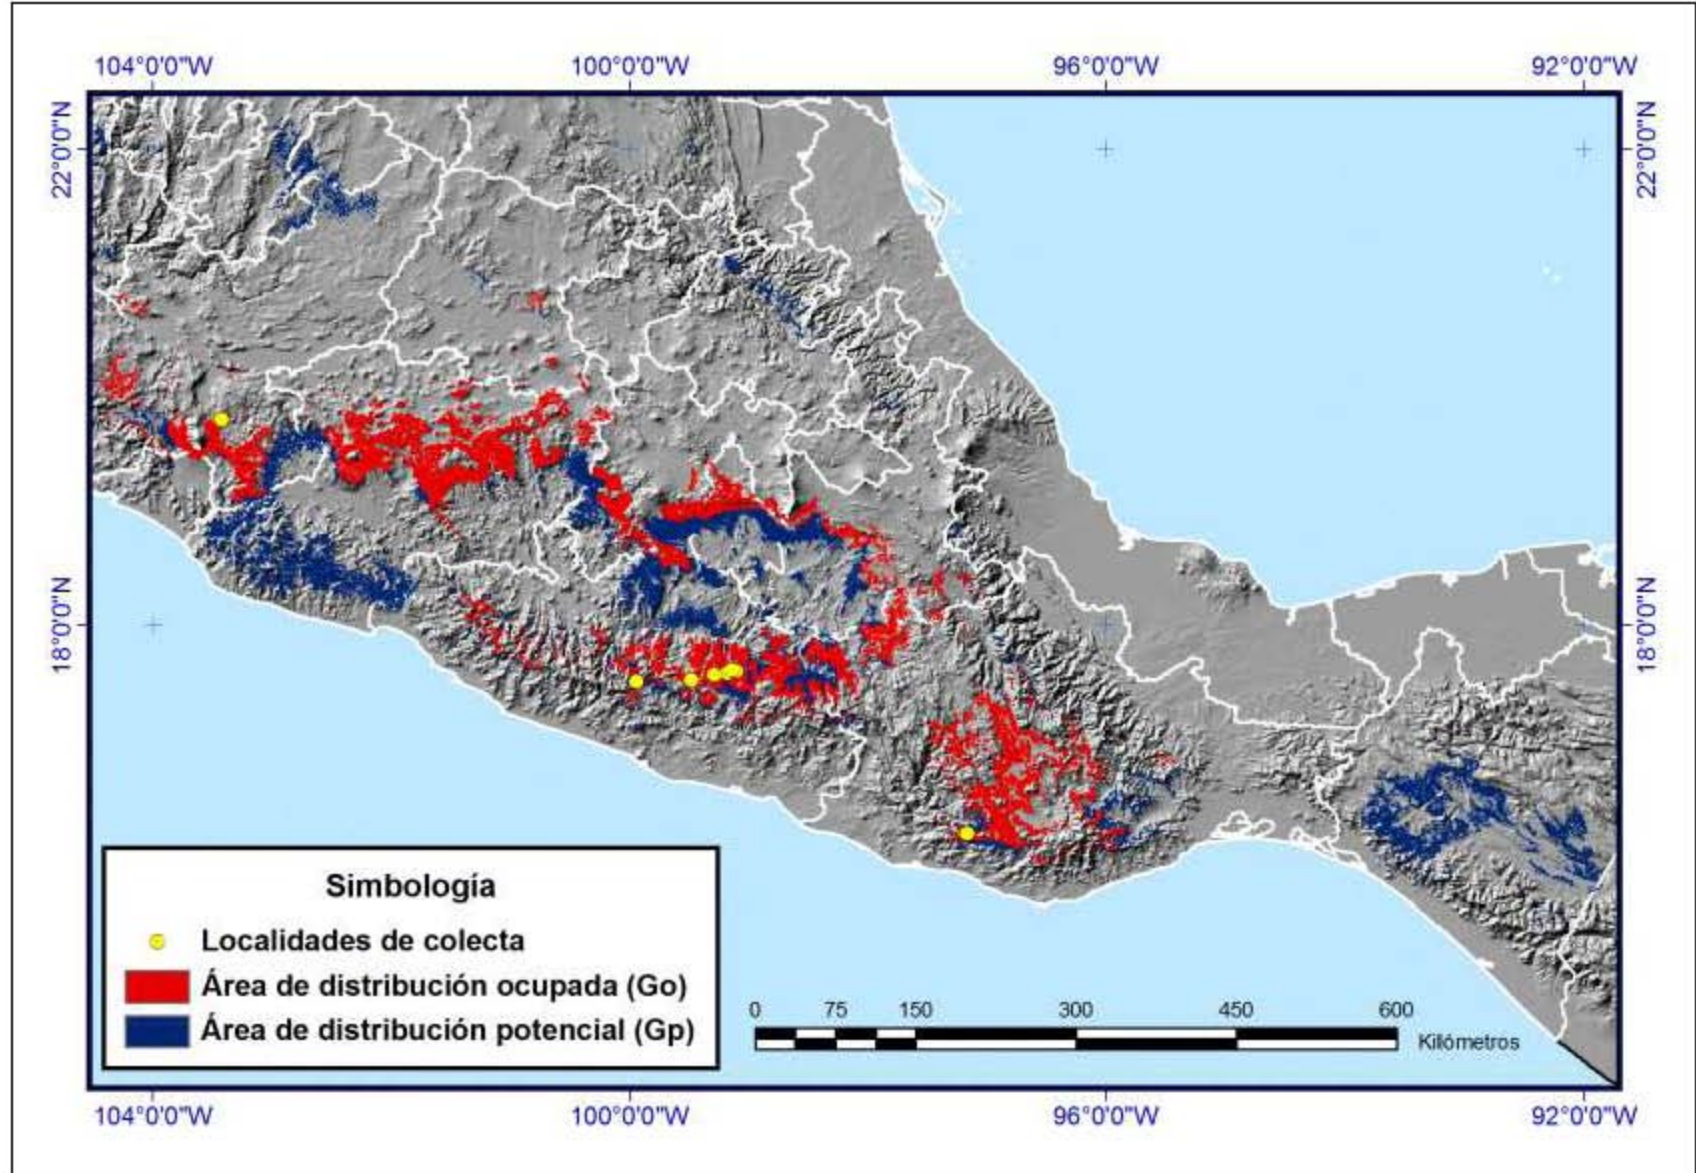 104°0'0"W 100°0'0"W 96°0'0"W 92°0'0"W
22°0'0"N 22°0'0"N
18°0'0"N 18°0'0"N
Simbología
Localidades de colecta
Área de distribución ocupada (Go)
Área de distribución potencial (Gp)
0 75 150 300 450 600
Kilómetros
104°0'0"W 100°0'0"W 96°0'0"W 92°0'0"W